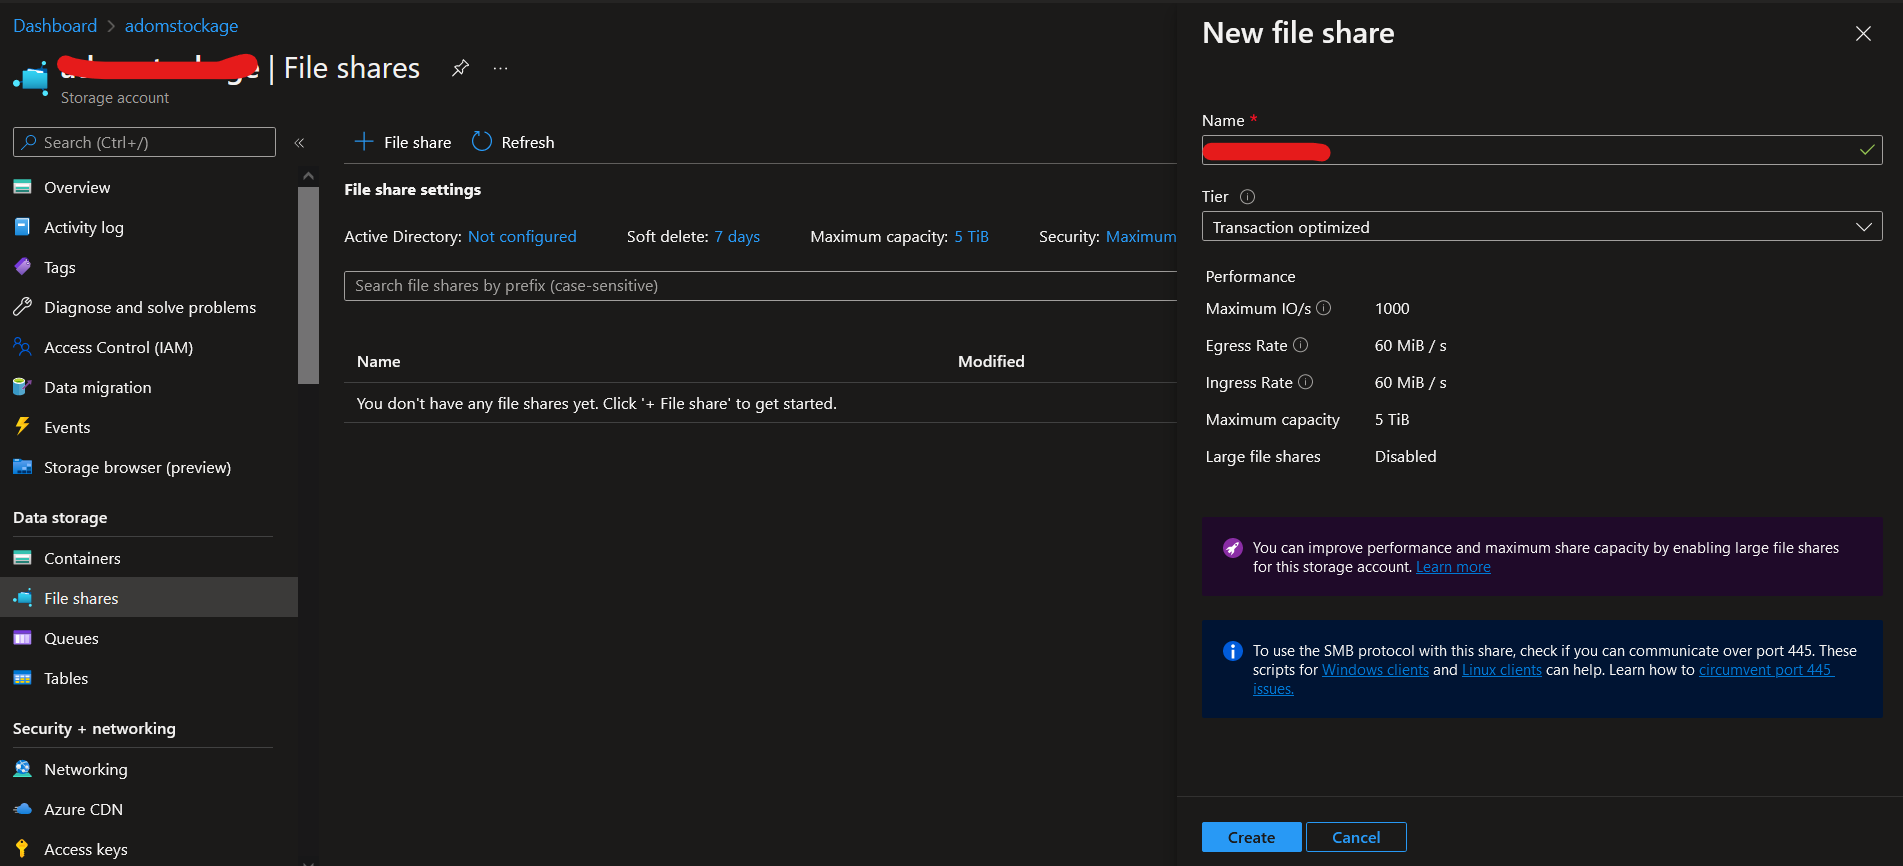 Dashboard > adomstockage
| File shares
Storage account
Search (Ctrl+/)
Overview
Activity log
Tags
Diagnose and solve problems
Access Control (IAM)
Data migration
Events
Storage browser (preview)
Data storage
Containers
File shares
Queues
Tables
Security + networking
Networking
Azure CDN
Access keys
+ File share Refresh
File share settings
Active Directory: Not configured Soft delete: 7 days Maximum capacity: 5 TiB Security: Maximum
Search file shares by prefix (case-sensitive)
Name Modified
You don't have any file shares yet. Click '+ File share' to get started.
New file share
Name *
Tier
Transaction optimized
Performance
Maximum IO/s 1000
Egress Rate 60 MiB / s
Ingress Rate 60 MiB / s
Maximum capacity 5 TiB
Large file shares Disabled
You can improve performance and maximum share capacity by enabling large file shares
for this storage account. Learn more
To use the SMB protocol with this share, check if you can communicate over port 445. These
scripts for Windows clients and Linux clients can help. Learn how to circumvent port 445
issues.
Create Cancel